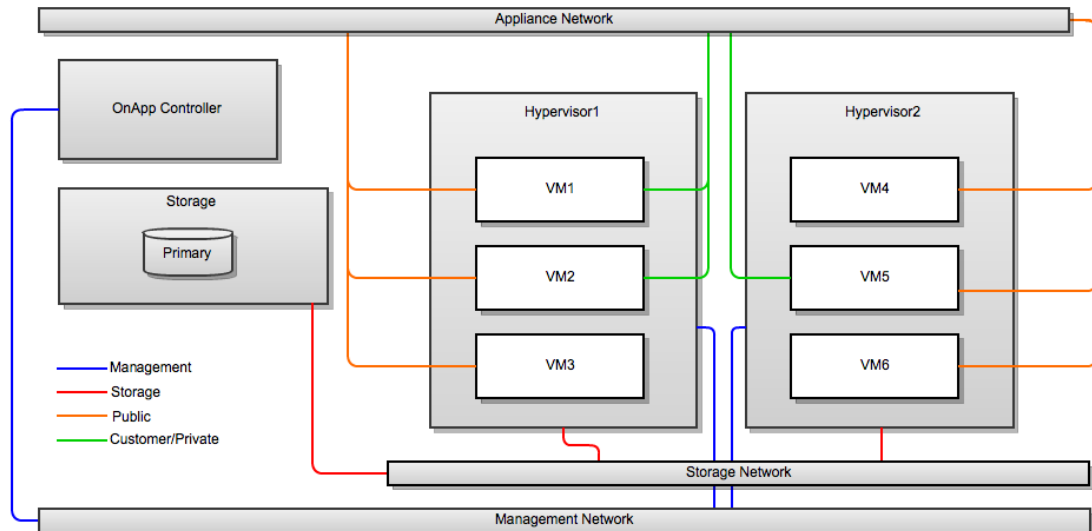 Appliance Network
OnApp Controller
Hypervisor1
Hypervisor2
VM1
VM4
Storage
Primary
VM2
VM5
VM3
VM6
Management
Storage
Public
Customer/Private
Storage Network
Management Network